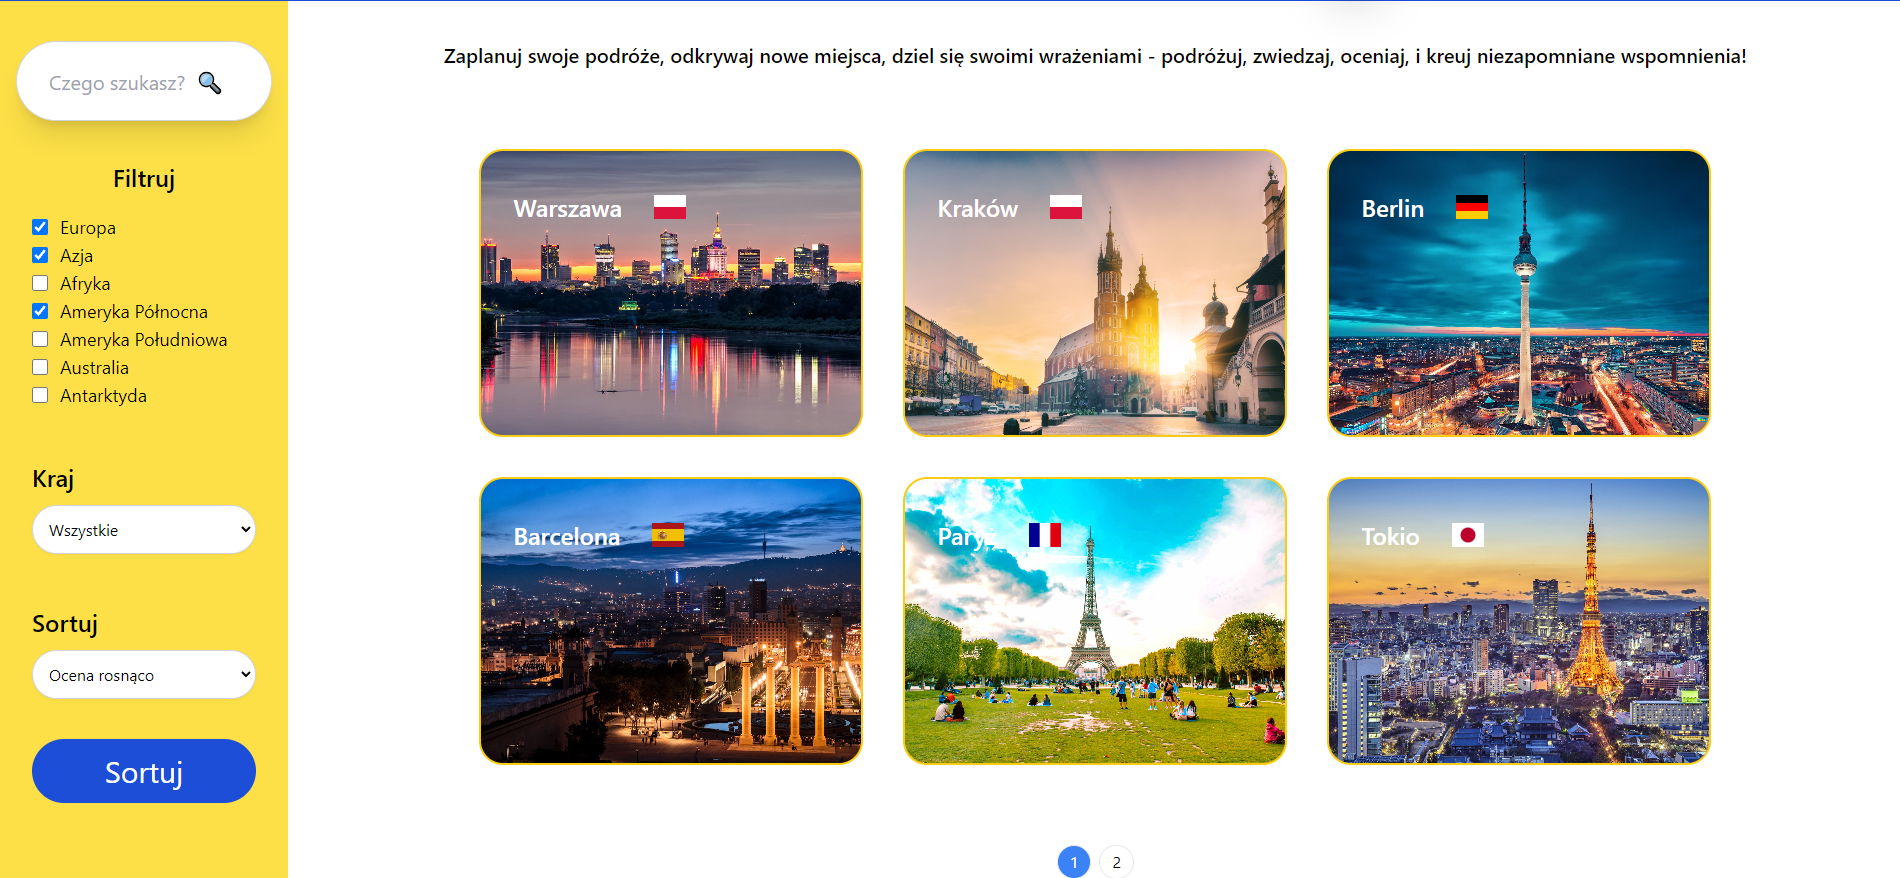 Czego szukasz?
Filtruj
Europa
Azja
Afryka
Ameryka Północna
Ameryka Południowa
Australia
Antarktyda
Kraj
Wszystkie
Sortuj
Ocena rosnąco
Sortuj
Zaplanuj swoje podróże, odkrywaj nowe miejsca, dziel się swoimi wrażeniami - podróżuj, zwiedzaj, oceniaj, i kreuj niezapomniane wspomnienia!
Warszawa
Kraków
Berlin
Barcelona
Paryż
Tokio
1 2